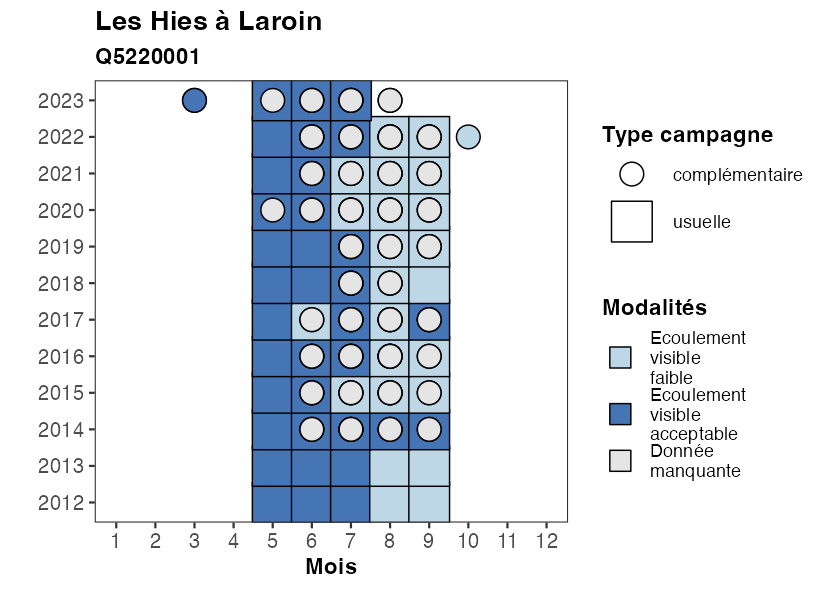 Les Hies à Laroin
Q5220001
2023
2022
2021
2020
2019
2018
2017
2016
2015
2014
2013
2012
1 2 3 4 5 6 7 8 9 10 11 12
Mois
Type campagne
complémentaire
usuelle
Modalités
Ecoulement
visible
faible
Ecoulement
visible
acceptable
Donnée
manquante